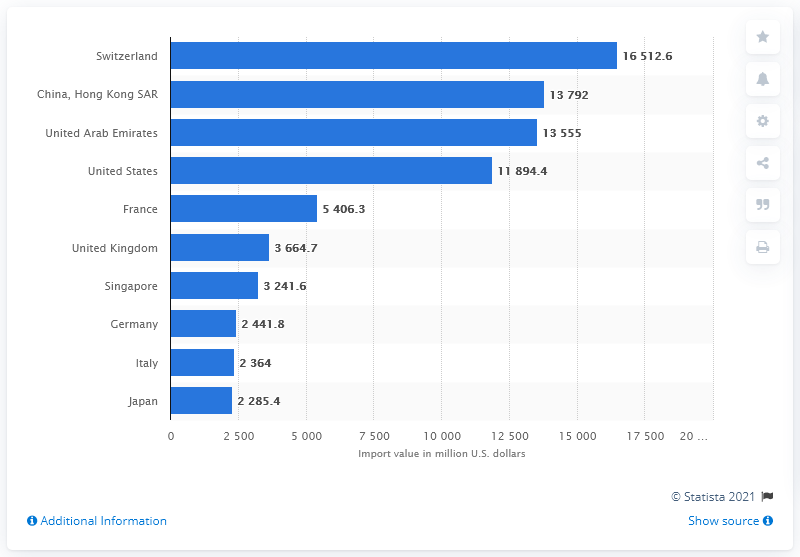 Switzerland 16 512.6
China, Hong Kong SAR 13 792
United Arab Emirates 13 555
United States 11 894.4
France 5 406.3
United Kingdom 3 664.7
Singapore 3 241.6
Germany 2 441.8
Italy 2 364
Japan 2 285.4
0 2 500 5 000 7 500 10 000 12 500 15 000 17 500 20 ...
Import value in million U.S. dollars
© Statista 2021
Additional Information Show source